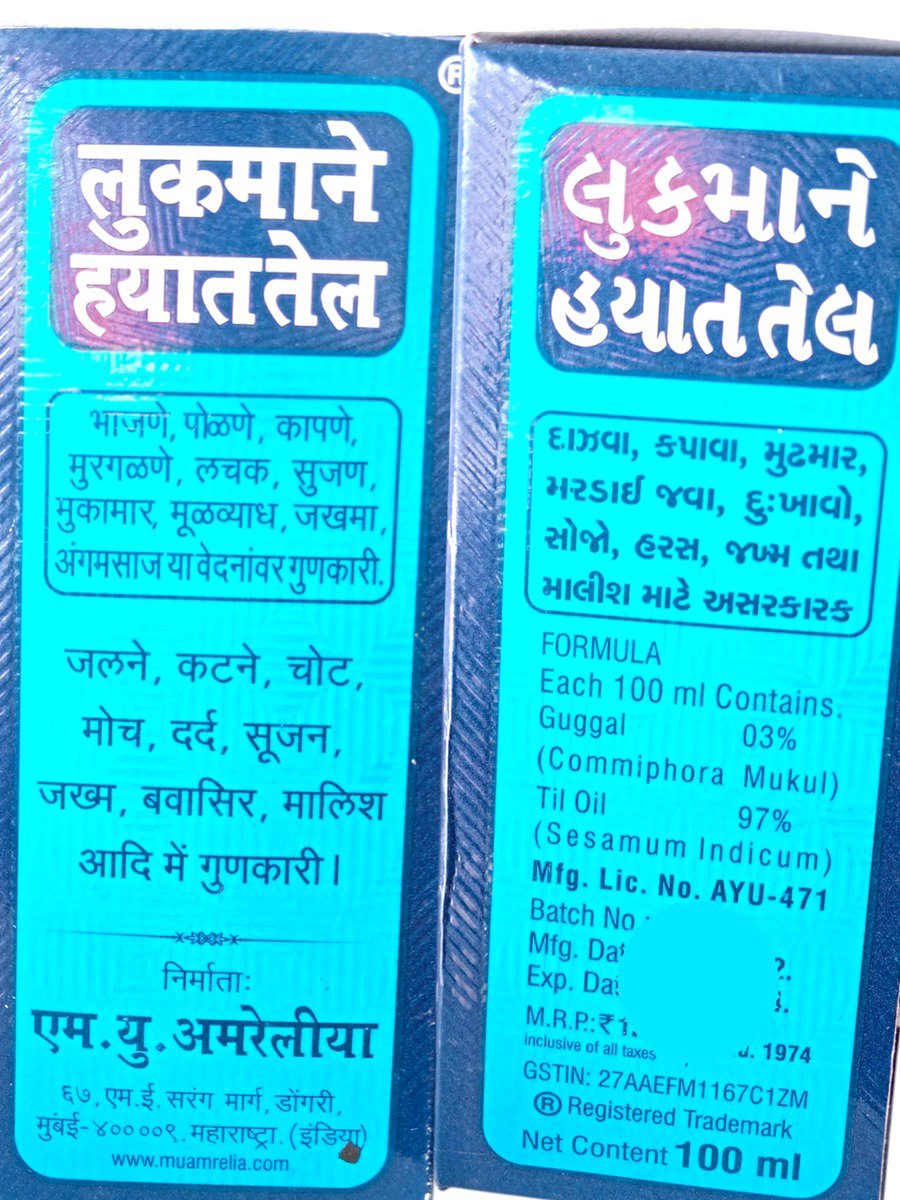 ®
लुकमाने
हयात तेल
भाजणे, पोळणे, कापणे,
मुरगळणे, लचक, सुजण,
मुकामार, मूळव्याध, जखमा,
अंगमसाज या वेदनांवर गुणकारी.
जलने, कटने, चोट,
मोच, दर्द, सूजन,
जख्म, बवासिर, मालिश
आदि में गुणकारी।
निर्माताः
एम.यु.अमरेलीया
६७, एम.ई. सरंग मार्ग, डोंगरी,
मुंबई-४००००९. महाराष्ट्रा. (इंडिया)
www.muamrelia.com
લુકમાને
હયાત તેલ
દાઝવા, કપાવા, મુઢમાર,
મરડાઈ જવા, દુઃખાવો,
સોજો, હરસ, જખ્મ તથા
માલીશ માટે અસરકારક
FORMULA
Each 100 ml Contains.
Guggal 03%
(Commiphora Mukul)
Til Oil 97%
(Sesamum Indicum)
Mfg. Lic. No. AYU-471
Batch No.:
Mfg.
Exp.
M.R.P.:₹
Inclusive of all taxes 1974
GSTIN: 27AAEFM1167C1ZM
® Registered Trademark
Net Content 100 ml